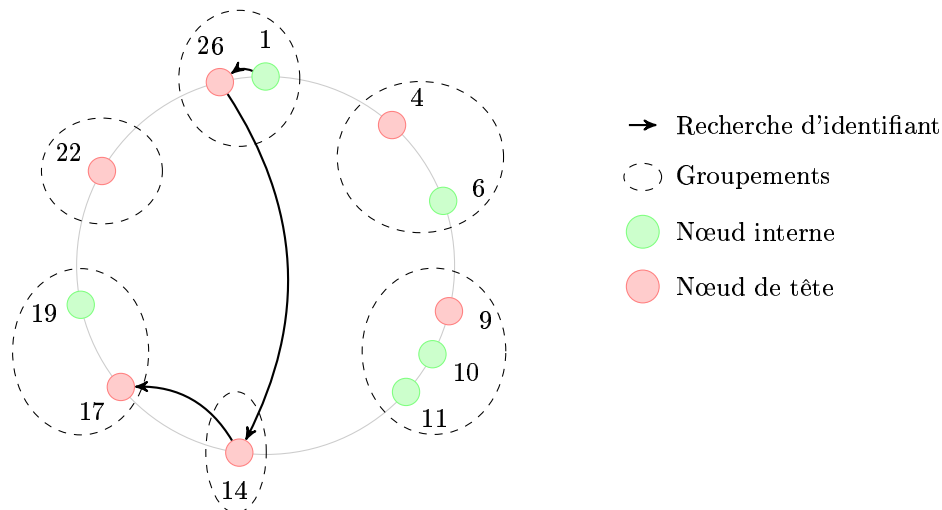 26
1
4
22
6
19
9
10
17
11
14
Recherche d'identifiant
Groupements
Nœud interne
Nœud de tête